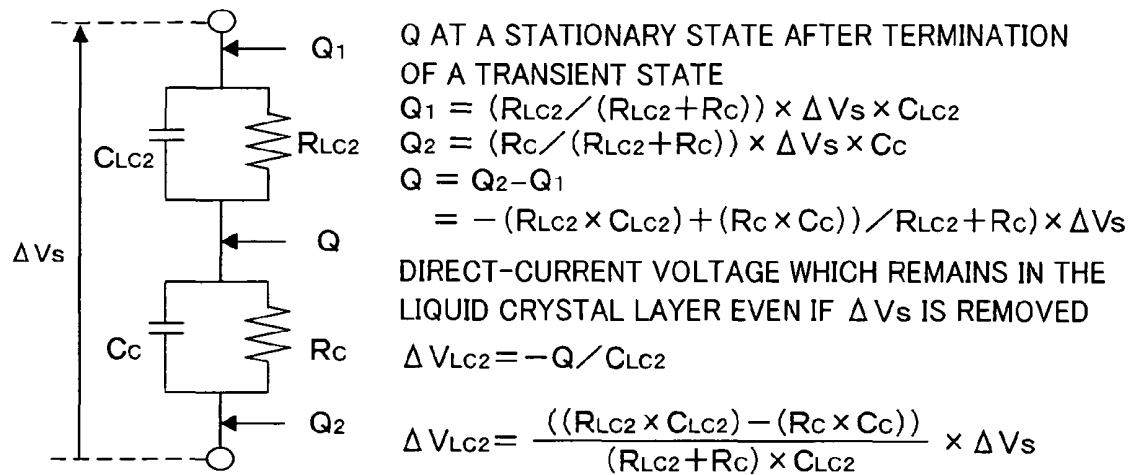 Q1
CLC2
RLC2
ΔVs
Q
Cc
Rc
Q2
Q AT A STATIONARY STATE AFTER TERMINATION
OF A TRANSIENT STATE
Q1 = (RLC2/(RLC2+Rc)) × ΔVs × CLC2
Q2 = (Rc/(RLC2+Rc)) × ΔVs × Cc
Q = Q2-Q1
= -(RLC2 × CLC2)+(Rc × Cc))/RLC2+Rc) × ΔVs
DIRECT-CURRENT VOLTAGE WHICH REMAINS IN THE
LIQUID CRYSTAL LAYER EVEN IF ΔVs IS REMOVED
ΔVLC2=-Q/CLC2
ΔVLC2= ((RLC2 × CLC2)-(Rc × Cc)) × ΔVs
(RLC2+Rc) × CLC2